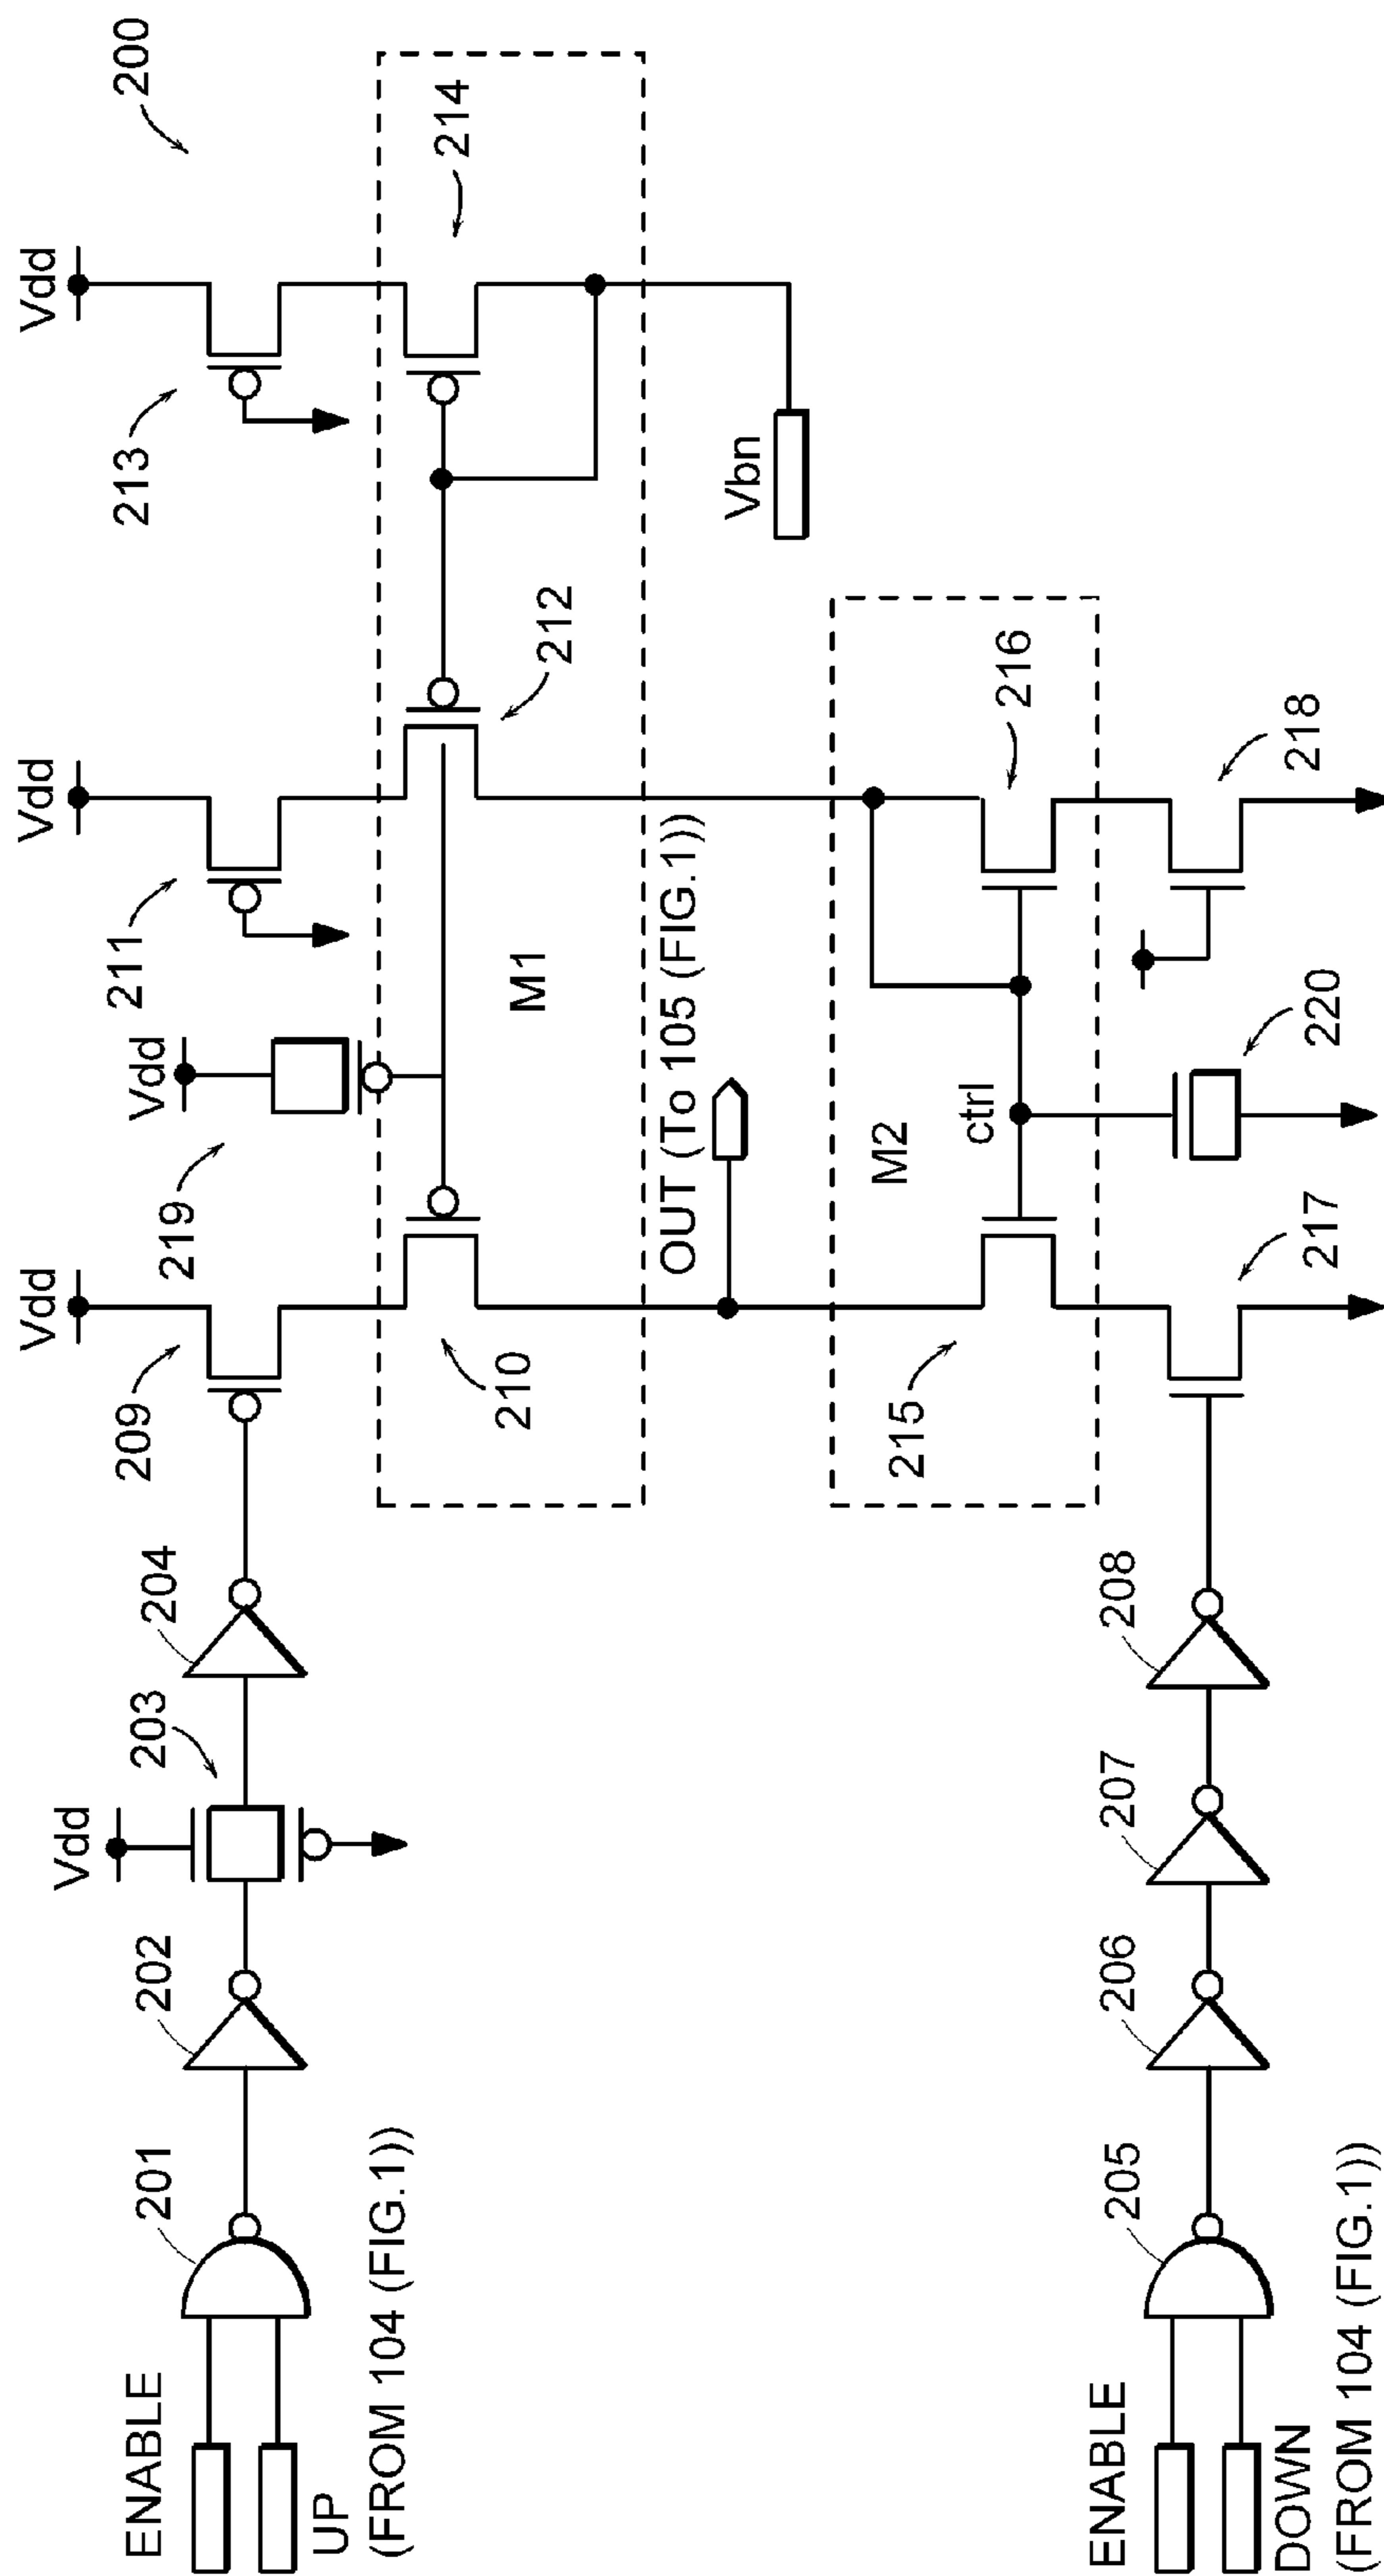 200
Vdd
Vdd
Vdd
Vdd
Vdd
209
219
211
213
203
201
202
204
ENABLE
UP
(FROM 104 (FIG.1))
210
M1
212
214
OUT (To 105 (FIG.1))
Vbn
215
M2
ctrl
216
ENABLE
DOWN
(FROM 104 (FIG.1))
205
206
207
208
217
220
218